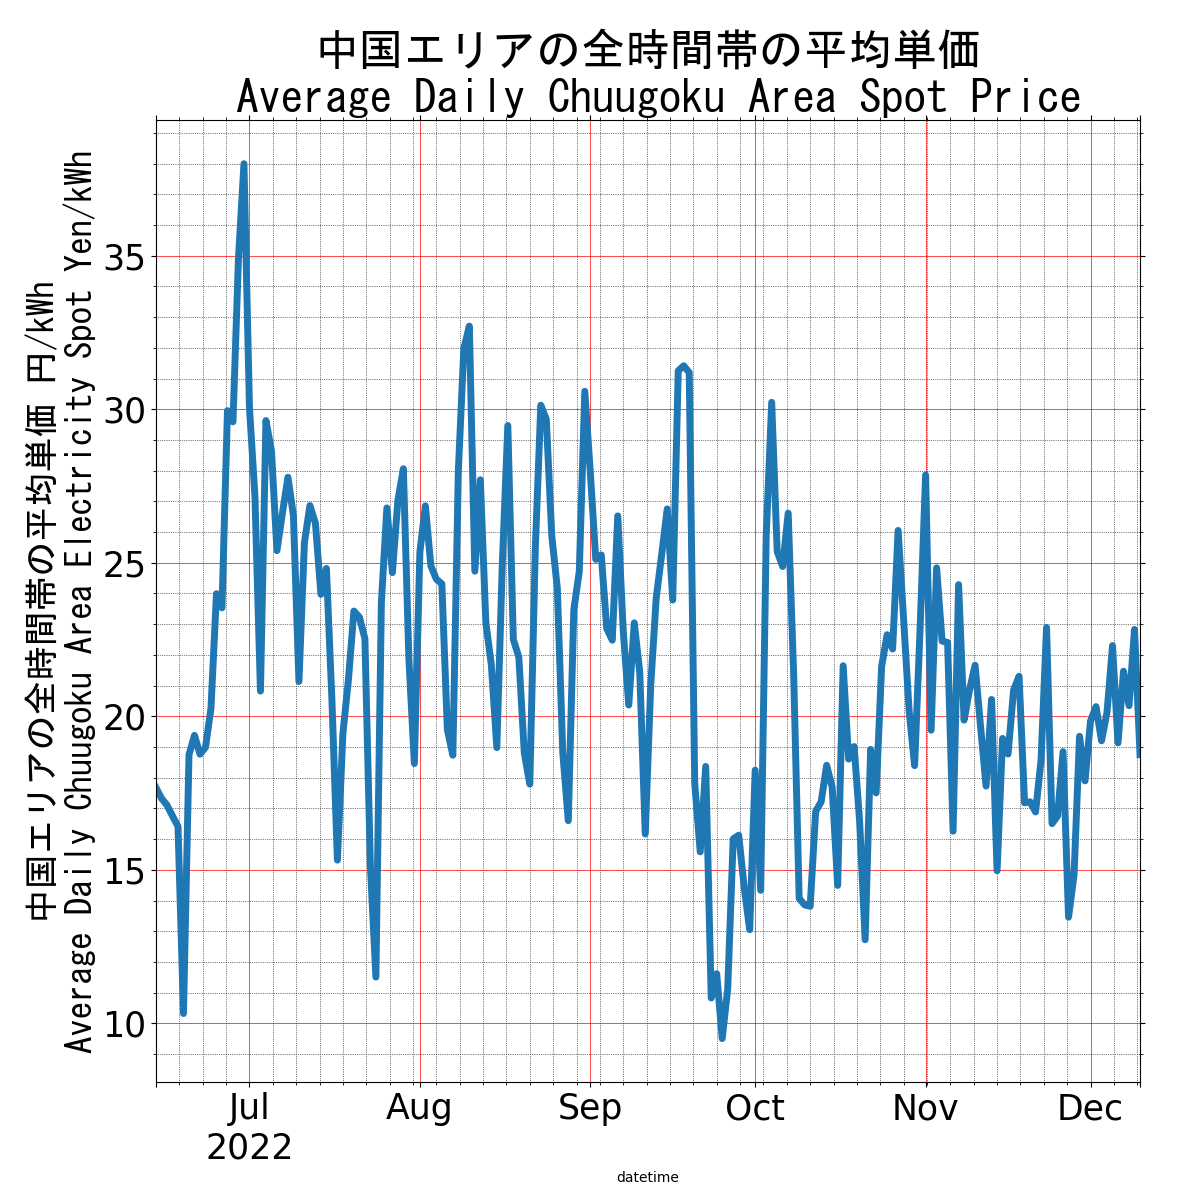 中国エリアの全時間帯の平均単価
Average Daily Chuugoku Area Spot Price
中国エリアの全時間帯の平均単価 円/kWh
Average Daily Chuugoku Area Electricity Spot Yen/kWh
35
30
25
20
15
10
Jul
2022
Aug
Sep
Oct
Nov
Dec
datetime